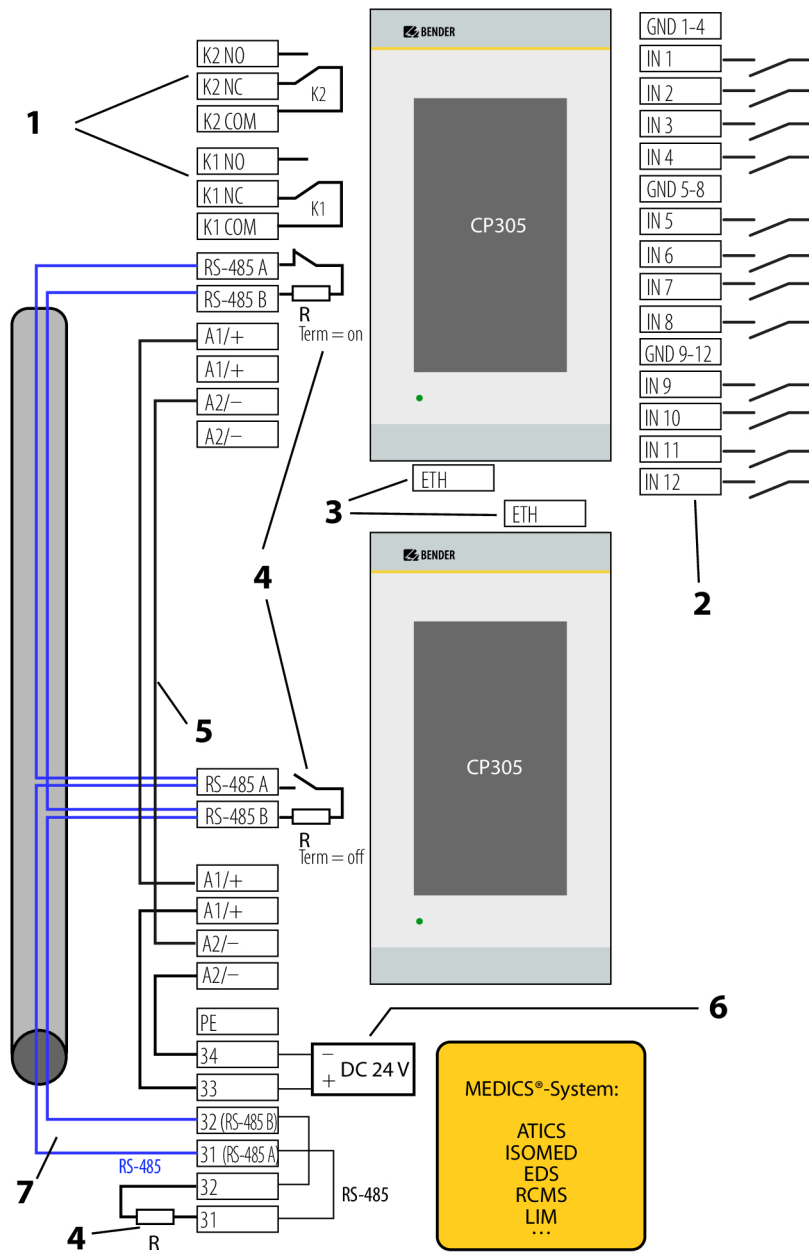 BENDER
CP305
K2 NO
K2 NC
K2 COM
K2
1
K1 NO
K1 NC
K1 COM
K1
RS-485 A
RS-485 B
R
Term = on
A1/+
A1/+
A2/−
A2/−
GND 1-4
IN 1
IN 2
IN 3
IN 4
GND 5-8
IN 5
IN 6
IN 7
IN 8
GND 9-12
IN 9
IN 10
IN 11
IN 12
2
ETH
3
ETH
4
BENDER
CP305
5
RS-485 A
RS-485 B
R
Term = off
A1/+
A1/+
A2/−
A2/−
PE
34
33
− DC 24 V
+
6
32 (RS-485 B)
31 (RS-485 A)
32
31
RS-485
RS-485
7
4
R
MEDICS®-System:
ATICS
ISOMED
EDS
RCMS
LIM
...